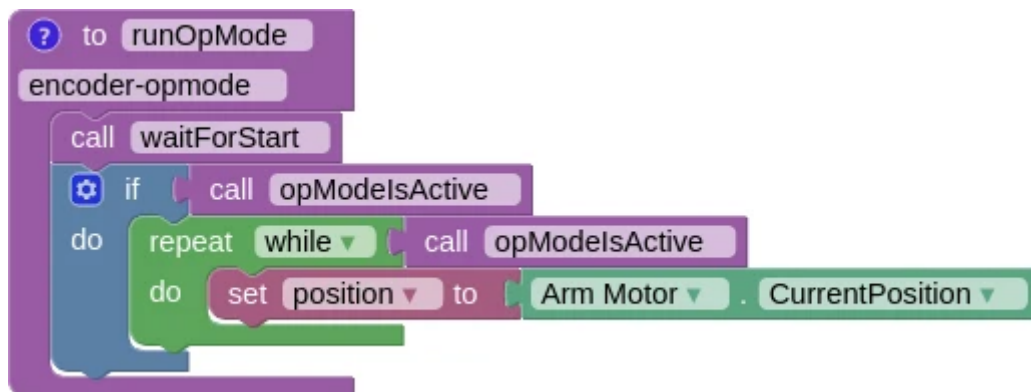 ? to runOpMode
encoder-opmode
call waitForStart
if call opModeIsActive
do repeat while call opModeIsActive
do set position to Arm Motor . CurrentPosition